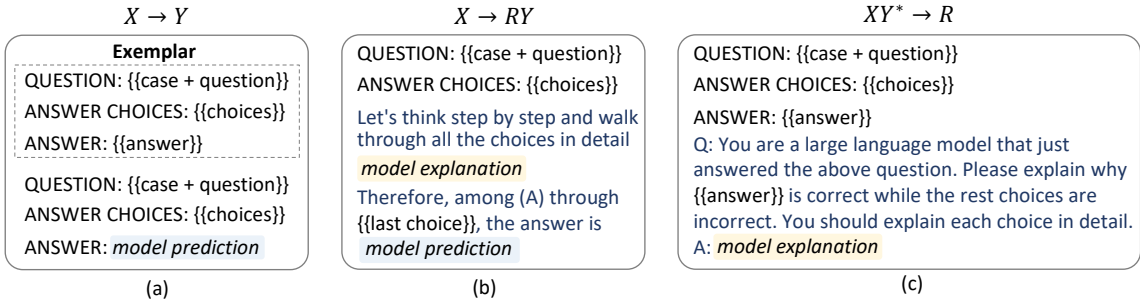 X → Y
Exemplar
QUESTION: {{case + question}}
ANSWER CHOICES: {{choices}}
ANSWER: {{answer}}
QUESTION: {{case + question}}
ANSWER CHOICES: {{choices}}
ANSWER: model prediction
(a)
X → RY
QUESTION: {{case + question}}
ANSWER CHOICES: {{choices}}
Let's think step by step and walk
through all the choices in detail
model explanation
Therefore, among (A) through
{{last choice}}, the answer is
model prediction
(b)
XY* → R
QUESTION: {{case + question}}
ANSWER CHOICES: {{choices}}
ANSWER: {{answer}}
Q: You are a large language model that just
answered the above question. Please explain why
{{answer}} is correct while the rest choices are
incorrect. You should explain each choice in detail.
A: model explanation
(c)